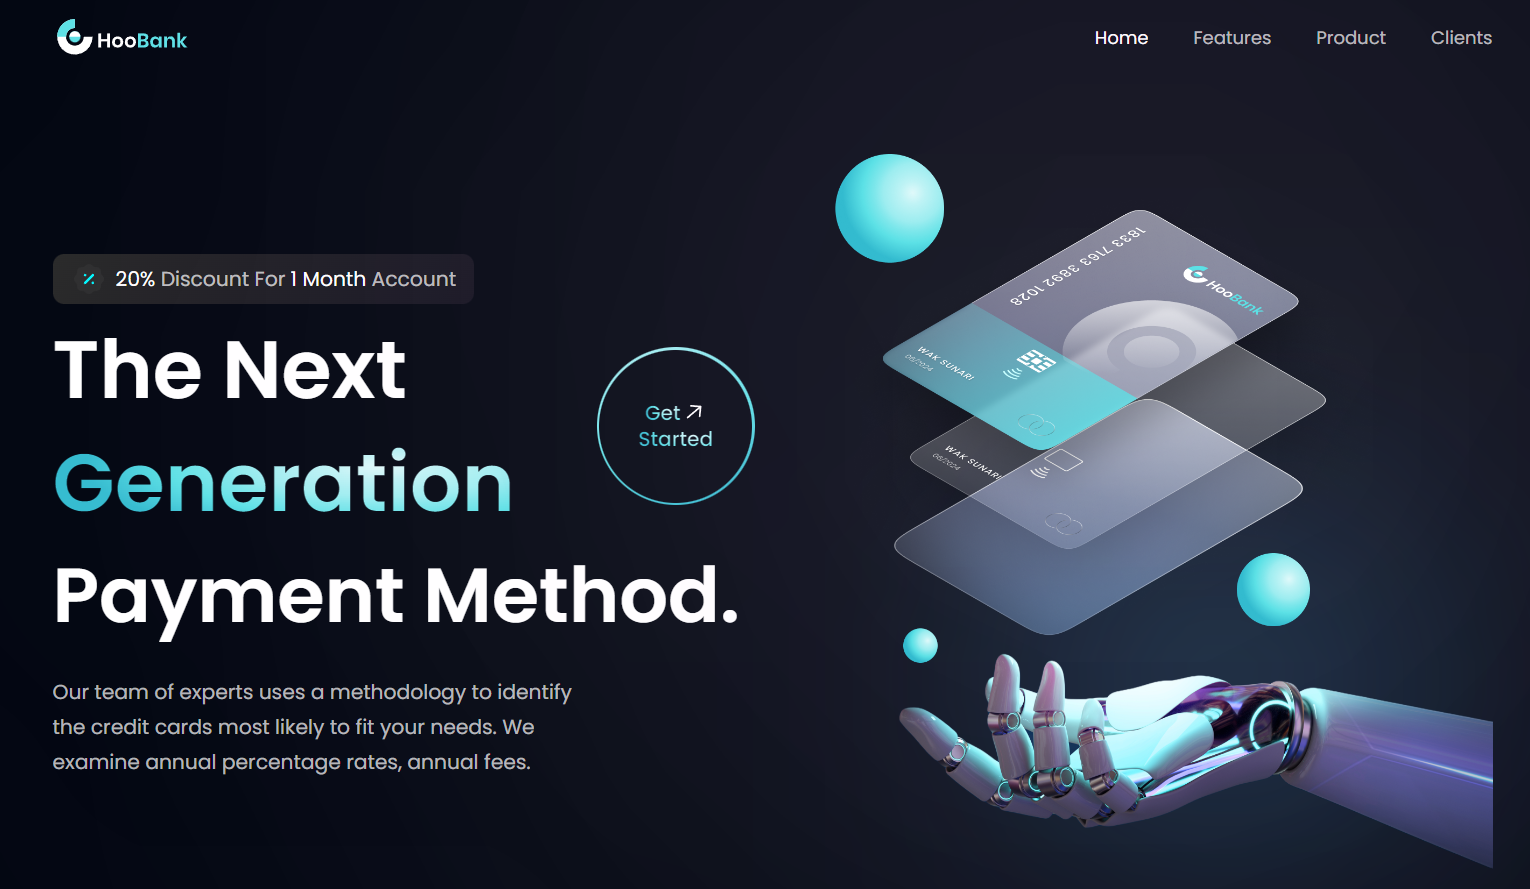 HooBank
Home
Features
Product
Clients
20% Discount For 1 Month Account
The Next
Generation
Payment Method.
Get
Started
Our team of experts uses a methodology to identify
the credit cards most likely to fit your needs. We
examine annual percentage rates, annual fees.
1833 7163 3892 1028
HooBank
WAK SUNARI
08/2024
WAK SUNARI
08/2024